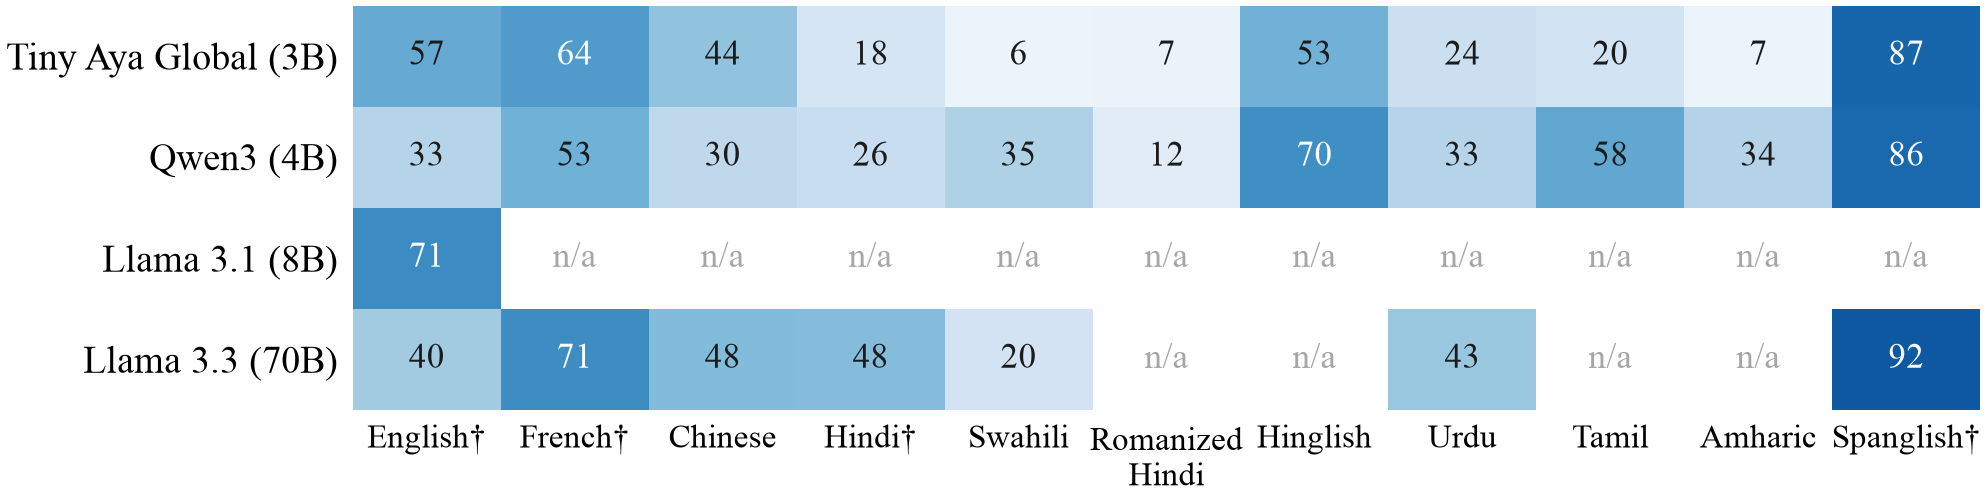 Tiny Aya Global (3B) 57 64 44 18 6 7 53 24 20 7 87
Qwen3 (4B) 33 53 30 26 35 12 70 33 58 34 86
Llama 3.1 (8B) 71 n/a n/a n/a n/a n/a n/a n/a n/a n/a n/a
Llama 3.3 (70B) 40 71 48 48 20 n/a n/a 43 n/a n/a 92
English† French† Chinese Hindi† Swahili Romanized Hinglish Urdu Tamil Amharic Spanglish†
Hindi